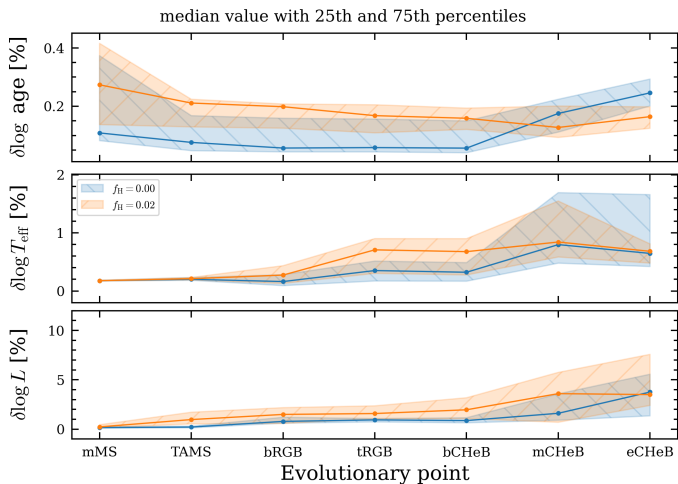 median value with 25th and 75th percentiles
δlog age [%]
0.4
0.2
δlog T_eff [%]
2
1
0
f_H = 0.00
f_H = 0.02
δlog L [%]
10
5
0
mMS TAMS bRGB tRGB bCHeB mCHeB eCHeB
Evolutionary point